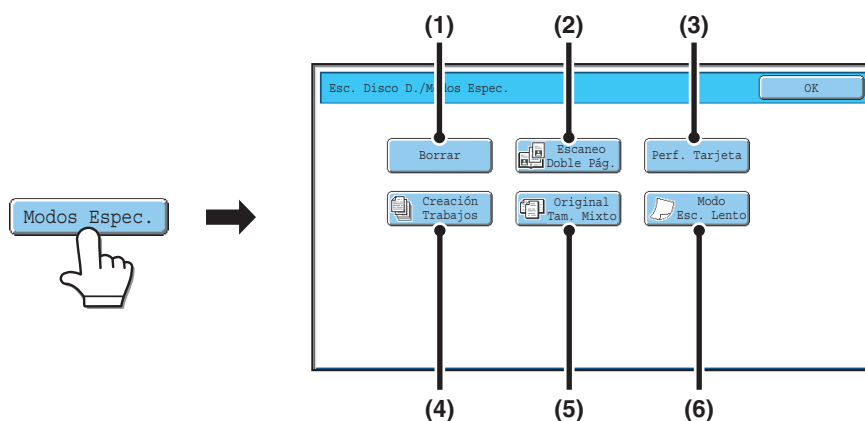 (1) (2) (3)
Esc. Disco D./Modos Espec. OK
Borrar
Escaneo
Doble Pág.
Perf. Tarjeta
Modos Espec.
Creación
Trabajos
Original
Tam. Mixto
Modo
Esc. Lento
(4) (5) (6)